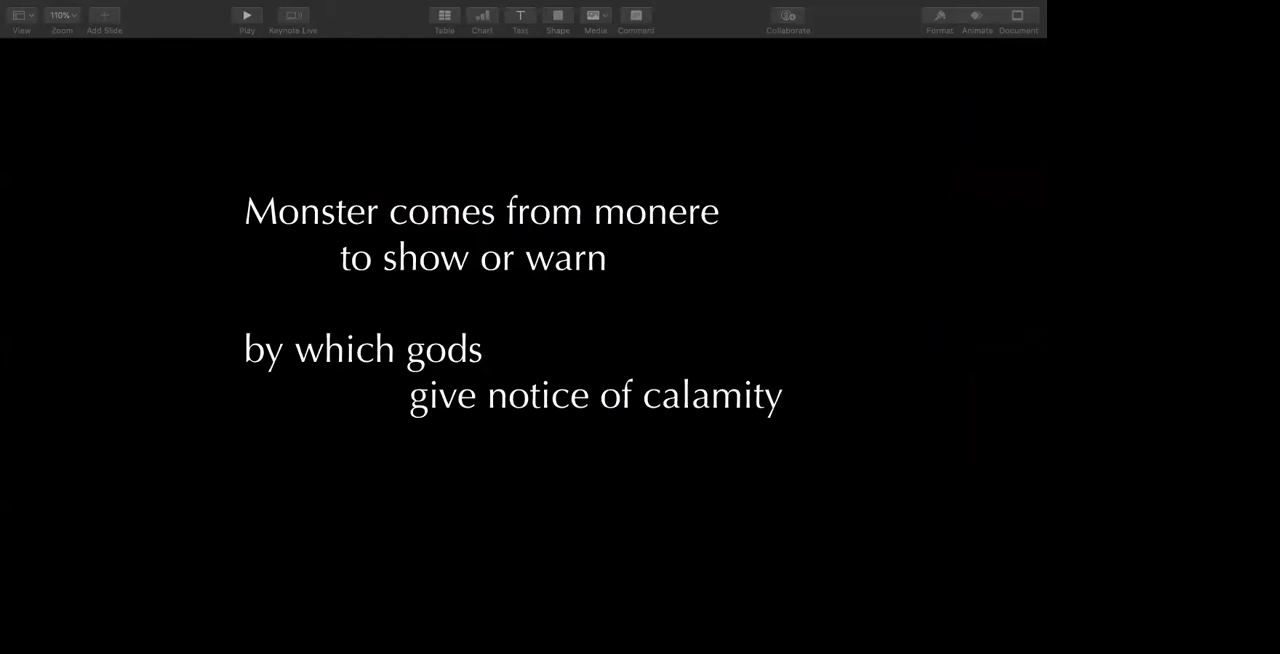 110%
View
Zoom
Add Slide
Play
Keynote Live
Table
Chart
Text
Shape
Media
Comment
Collaborate
Format
Animate
Document
Monster comes from monere
to show or warn
by which gods
give notice of calamity